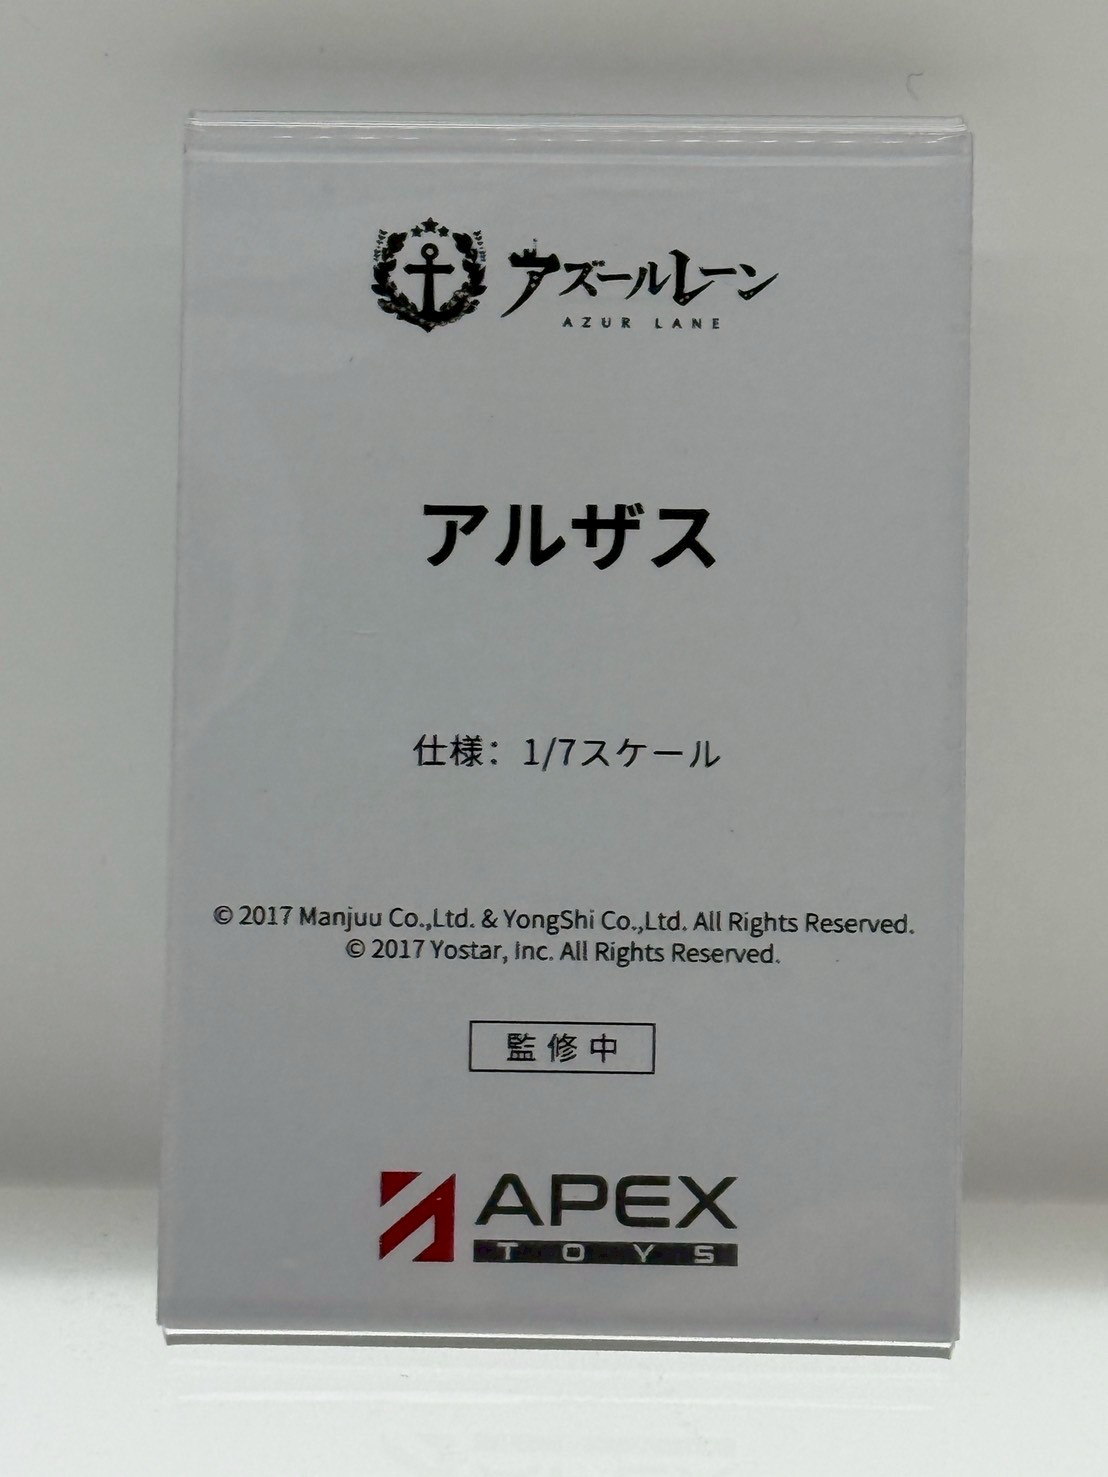 アズールレーン
AZUR LANE
アルザス
仕様：1/7スケール
© 2017 Manjuu Co.,Ltd. & YongShi Co.,Ltd. All Rights Reserved.
© 2017 Yostar, Inc. All Rights Reserved.
監修中
APEX
TOYS